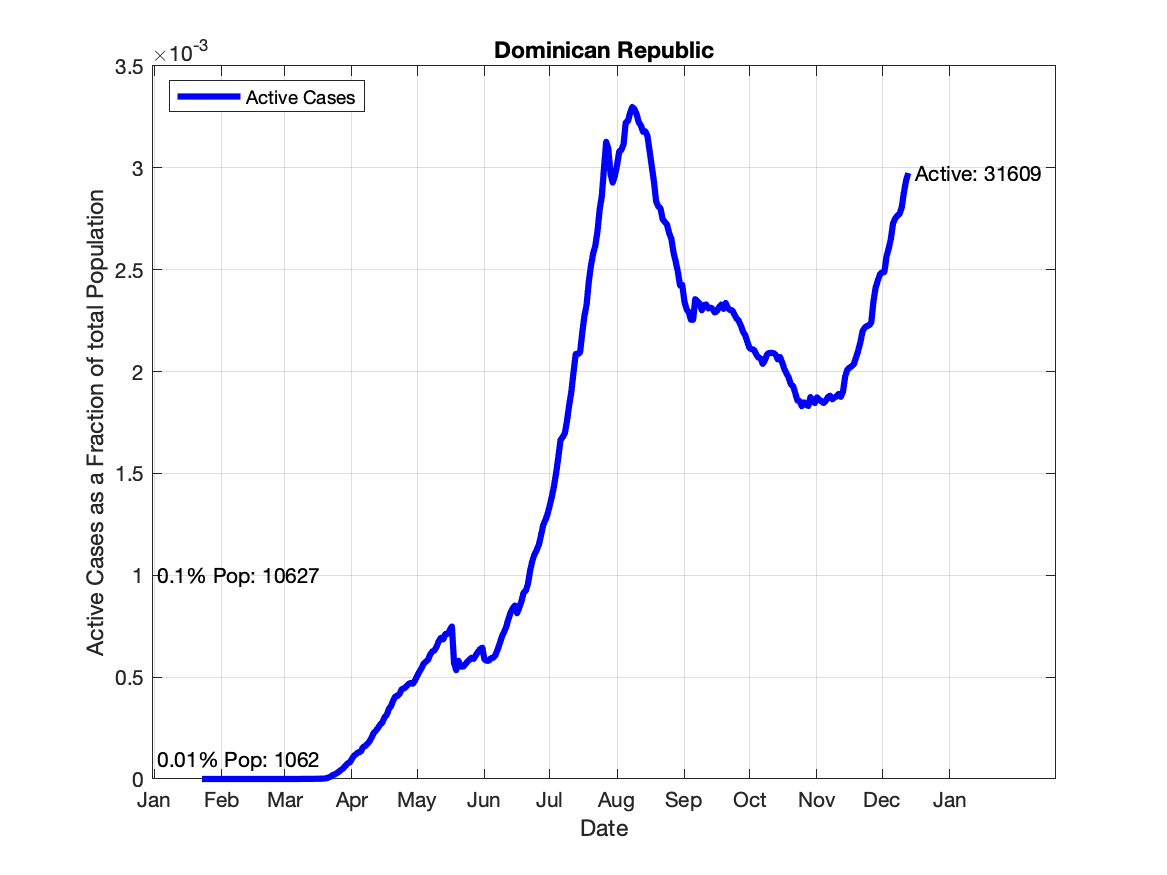 Dominican Republic
×10-3
3.5
3
2.5
2
1.5
1
0.5
0
Active Cases as a Fraction of total Population
Active Cases
Active: 31609
0.1% Pop: 10627
0.01% Pop: 1062
Jan Feb Mar Apr May Jun Jul Aug Sep Oct Nov Dec Jan
Date